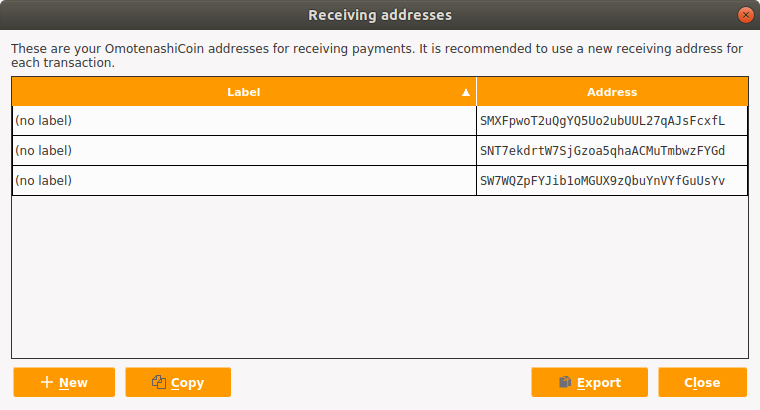 Receiving addresses
These are your OmotenashiCoin addresses for receiving payments. It is recommended to use a new receiving address for
each transaction.
Label ▲ Address
(no label) SMXFpwoT2uQgYQ5Uo2ubUUL27qAJsFcxfL
(no label) SNT7ekdrtW7SjGzoa5qhaACMuTmbwzFYGd
(no label) SW7WQZpFYJib1oMGUX9zQbuYnVYfGuUsYv
New Copy Export Close